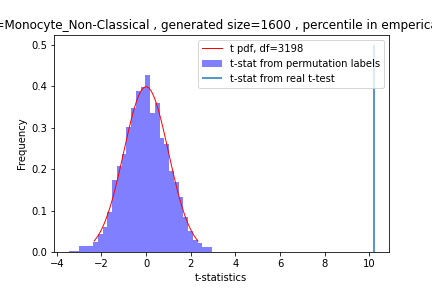 =Monocyte_Non-Classical , generated size=1600 , percentile in emperica
t pdf, df=3198
t-stat from permutation labels
t-stat from real t-test
Frequency
0.5
0.4
0.3
0.2
0.1
0.0
−4 −2 0 2 4 6 8 10
t-statistics